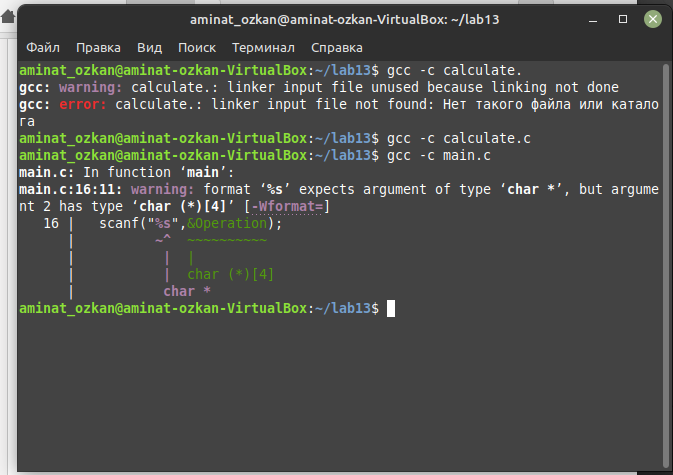 aminat_ozkan@aminat-ozkan-VirtualBox: ~/lab13
Файл Правка Вид Поиск Терминал Справка
aminat_ozkan@aminat-ozkan-VirtualBox:~/lab13$ gcc -c calculate.
gcc: warning: calculate.: linker input file unused because linking not done
gcc: error: calculate.: linker input file not found: Нет такого файла или катало
га
aminat_ozkan@aminat-ozkan-VirtualBox:~/lab13$ gcc -c calculate.c
aminat_ozkan@aminat-ozkan-VirtualBox:~/lab13$ gcc -c main.c
main.c: In function ‘main’:
main.c:16:11: warning: format ‘%s’ expects argument of type ‘char *’, but argume
nt 2 has type ‘char (*)[4]’ [-Wformat=]
   16 |   scanf("%s",&Operation);
      |          ~^  ~~~~~~~~~~
      |           |  |
      |           |  char (*)[4]
      |           char *
aminat_ozkan@aminat-ozkan-VirtualBox:~/lab13$